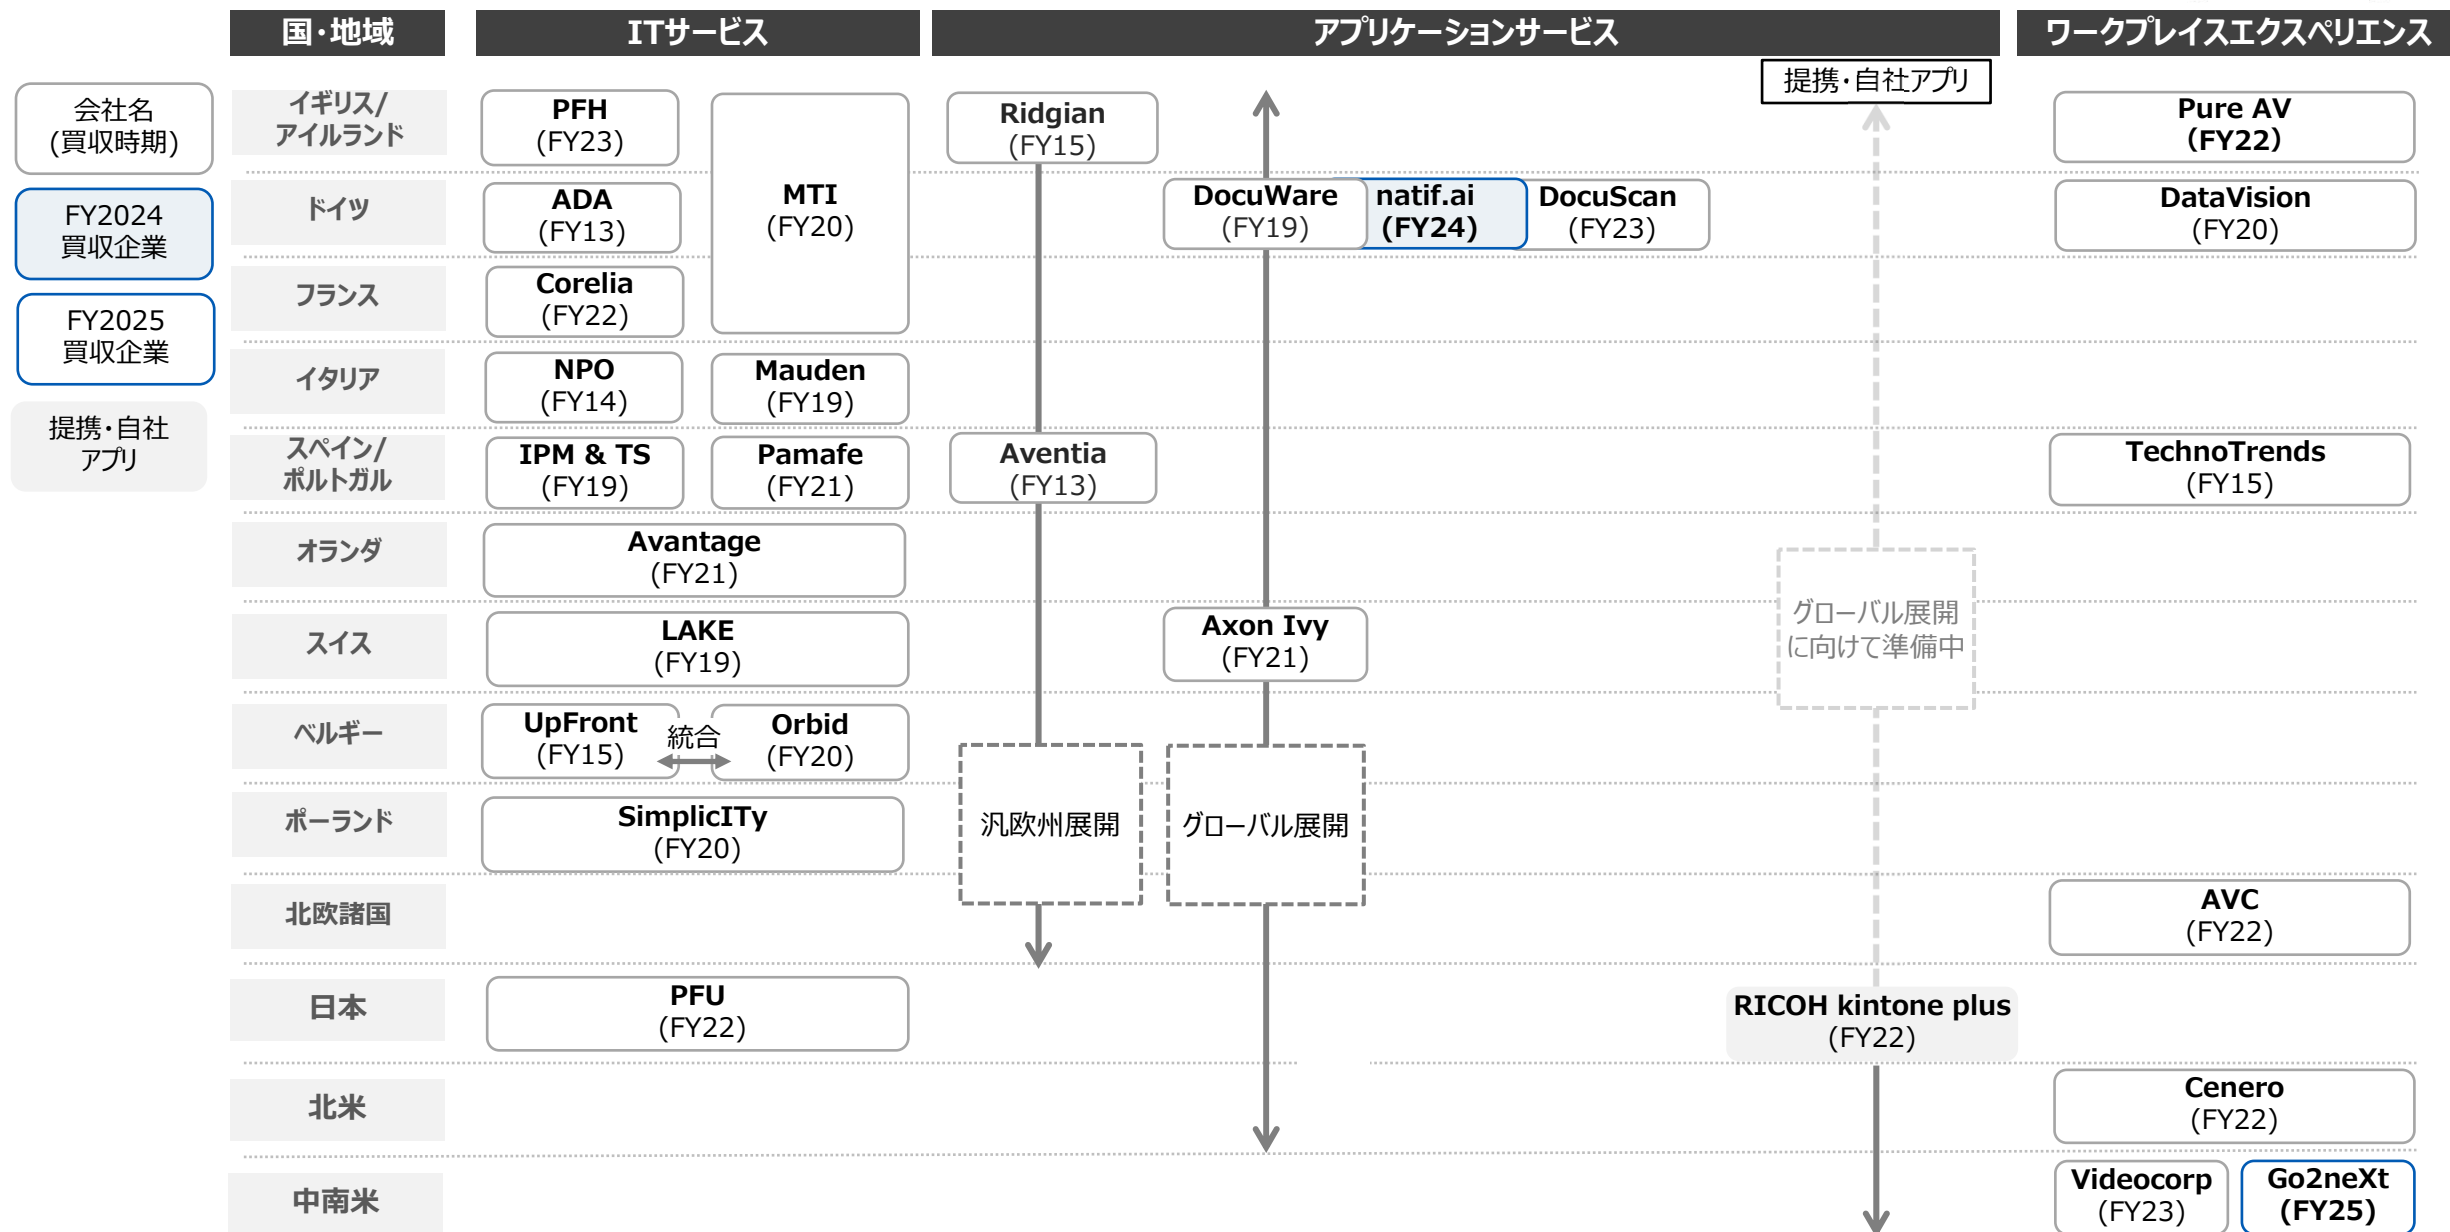 国・地域
ITサービス
アプリケーションサービス
ワークプレイスエクスペリエンス
提携・自社アプリ
会社名
(買収時期)
FY2024
買収企業
FY2025
買収企業
提携・自社
アプリ
イギリス/
アイルランド
PFH
(FY23)
MTI
(FY20)
Ridgian
(FY15)
Pure AV
(FY22)
ドイツ
ADA
(FY13)
DocuWare
(FY19)
natif.ai
(FY24)
DocuScan
(FY23)
DataVision
(FY20)
フランス
Corelia
(FY22)
イタリア
NPO
(FY14)
Mauden
(FY19)
スペイン/
ポルトガル
IPM & TS
(FY19)
Pamafe
(FY21)
Aventia
(FY13)
TechnoTrends
(FY15)
オランダ
Avantage
(FY21)
スイス
LAKE
(FY19)
Axon Ivy
(FY21)
グローバル展開
に向けて準備中
ベルギー
UpFront
(FY15)
統合
Orbid
(FY20)
ポーランド
SimplicITy
(FY20)
汎欧州展開
グローバル展開
北欧諸国
AVC
(FY22)
日本
PFU
(FY22)
RICOH kintone plus
(FY22)
北米
Cenero
(FY22)
中南米
Videocorp
(FY23)
Go2neXt
(FY25)